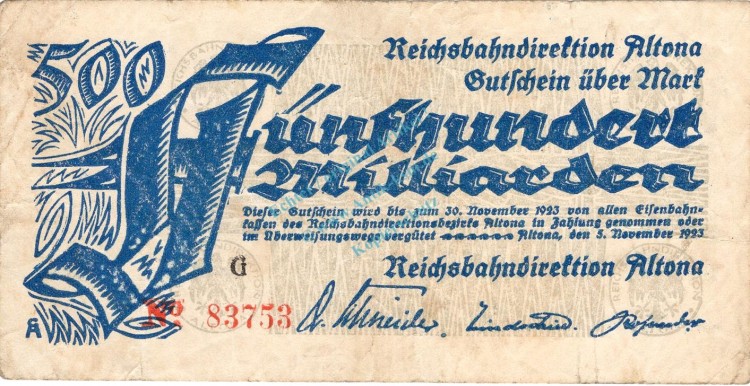 500
Reichsbahndirektion Altona
Gutschein über Mark
Fünfhundert
Milliarden
Dieser Gutschein wird bis zum 30. November 1923 von allen Eisenbahn-
kassen des Reichsbahndirektionsbezirks Altona in Zahlung genommen oder
im Überweisungswege vergütet Altona, den 5. November 1923
G
Reichsbahndirektion Altona
No 83753